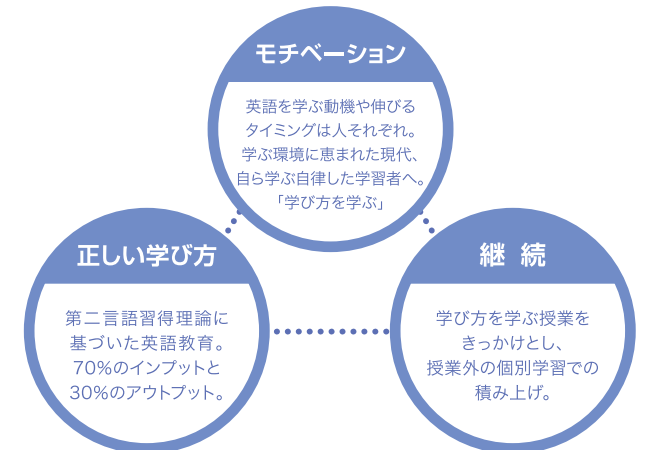 モチベーション
英語を学ぶ動機や伸びる
タイミングは人それぞれ。
学ぶ環境に恵まれた現代、
自ら学ぶ自律した学習者へ。
「学び方を学ぶ」
正しい学び方
第二言語習得理論に
基づいた英語教育。
70%のインプットと
30%のアウトプット。
継 続
学び方を学ぶ授業を
きっかけとし、
授業外の個別学習での
積み上げ。